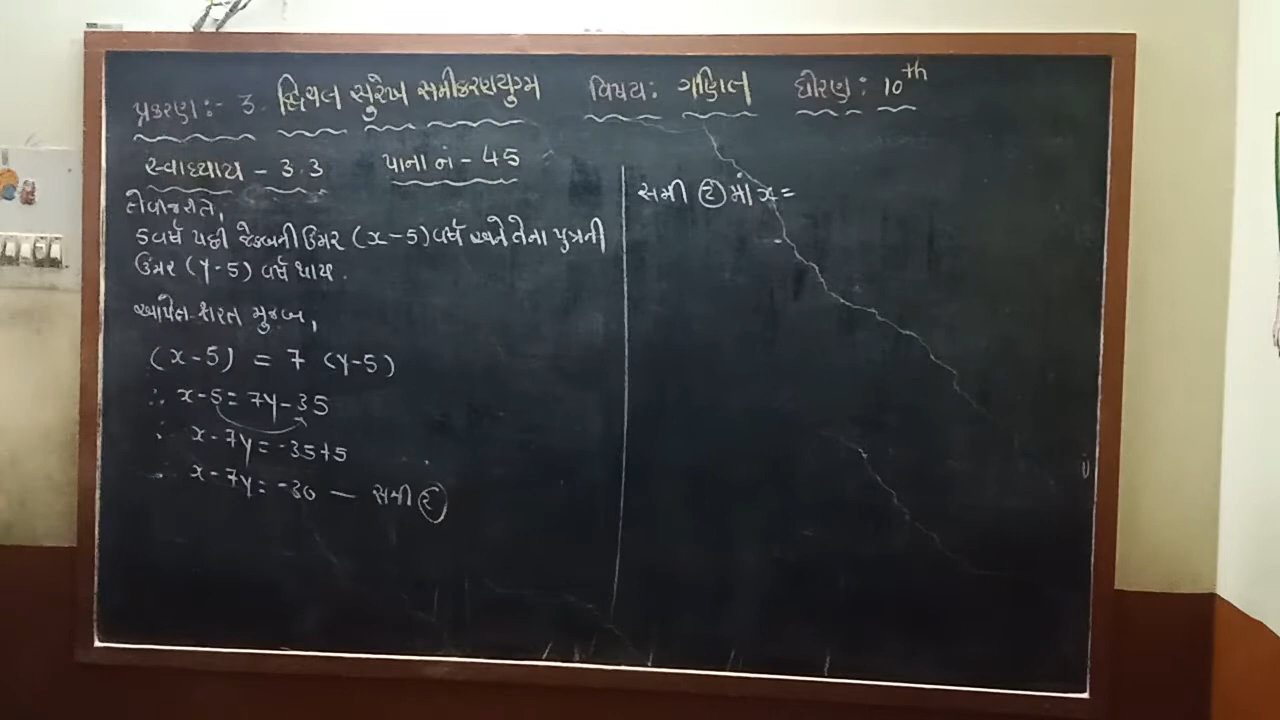 પ્રકરણ:- 3. દ્વિચલ સુરેખ સમીકરણયુગ્મ વિષય: ગણિત ધોરણ: 10th
સ્વાધ્યાય - 3.3 પાના નં - 45
તેવીજ રીતે,
5 વર્ષ પછી જેકબની ઉંમર (x-5) વર્ષ અને તેના પુત્રની
ઉંમર (y-5) વર્ષ થાય.
આપેલ શરત મુજબ,
(x-5) = 7 (y-5)
∴ x-5 = 7y-35
∴ x-7y = -35+5
∴ x-7y = -30 — સમી ૨
સમી ૨ માં x =